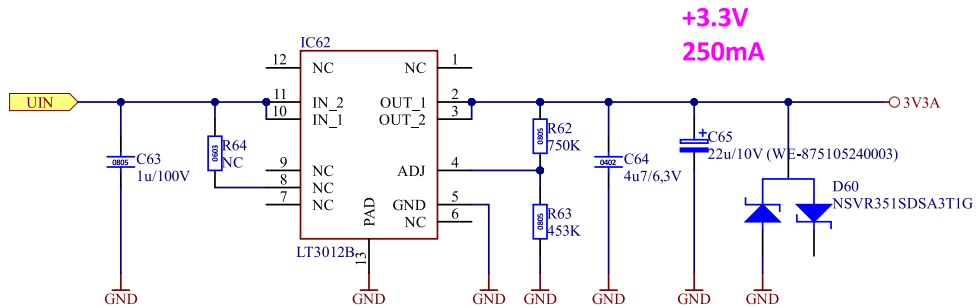 +3.3V
250mA
IC62
12 NC NC 1
UIN
11 IN_2 OUT_1 2
10 IN_1 OUT_2 3
3V3A
R64
NC
0603
C63
1u/100V
0805
R62
750K
0805
C64
4u7/6,3V
0402
+
C65
22u/10V (WE-875105240003)
9 NC ADJ 4
8 NC
7 NC GND 5
NC 6
PAD
13
LT3012B
R63
453K
0805
D60
NSVR351SDSA3T1G
GND GND GND GND GND GND GND